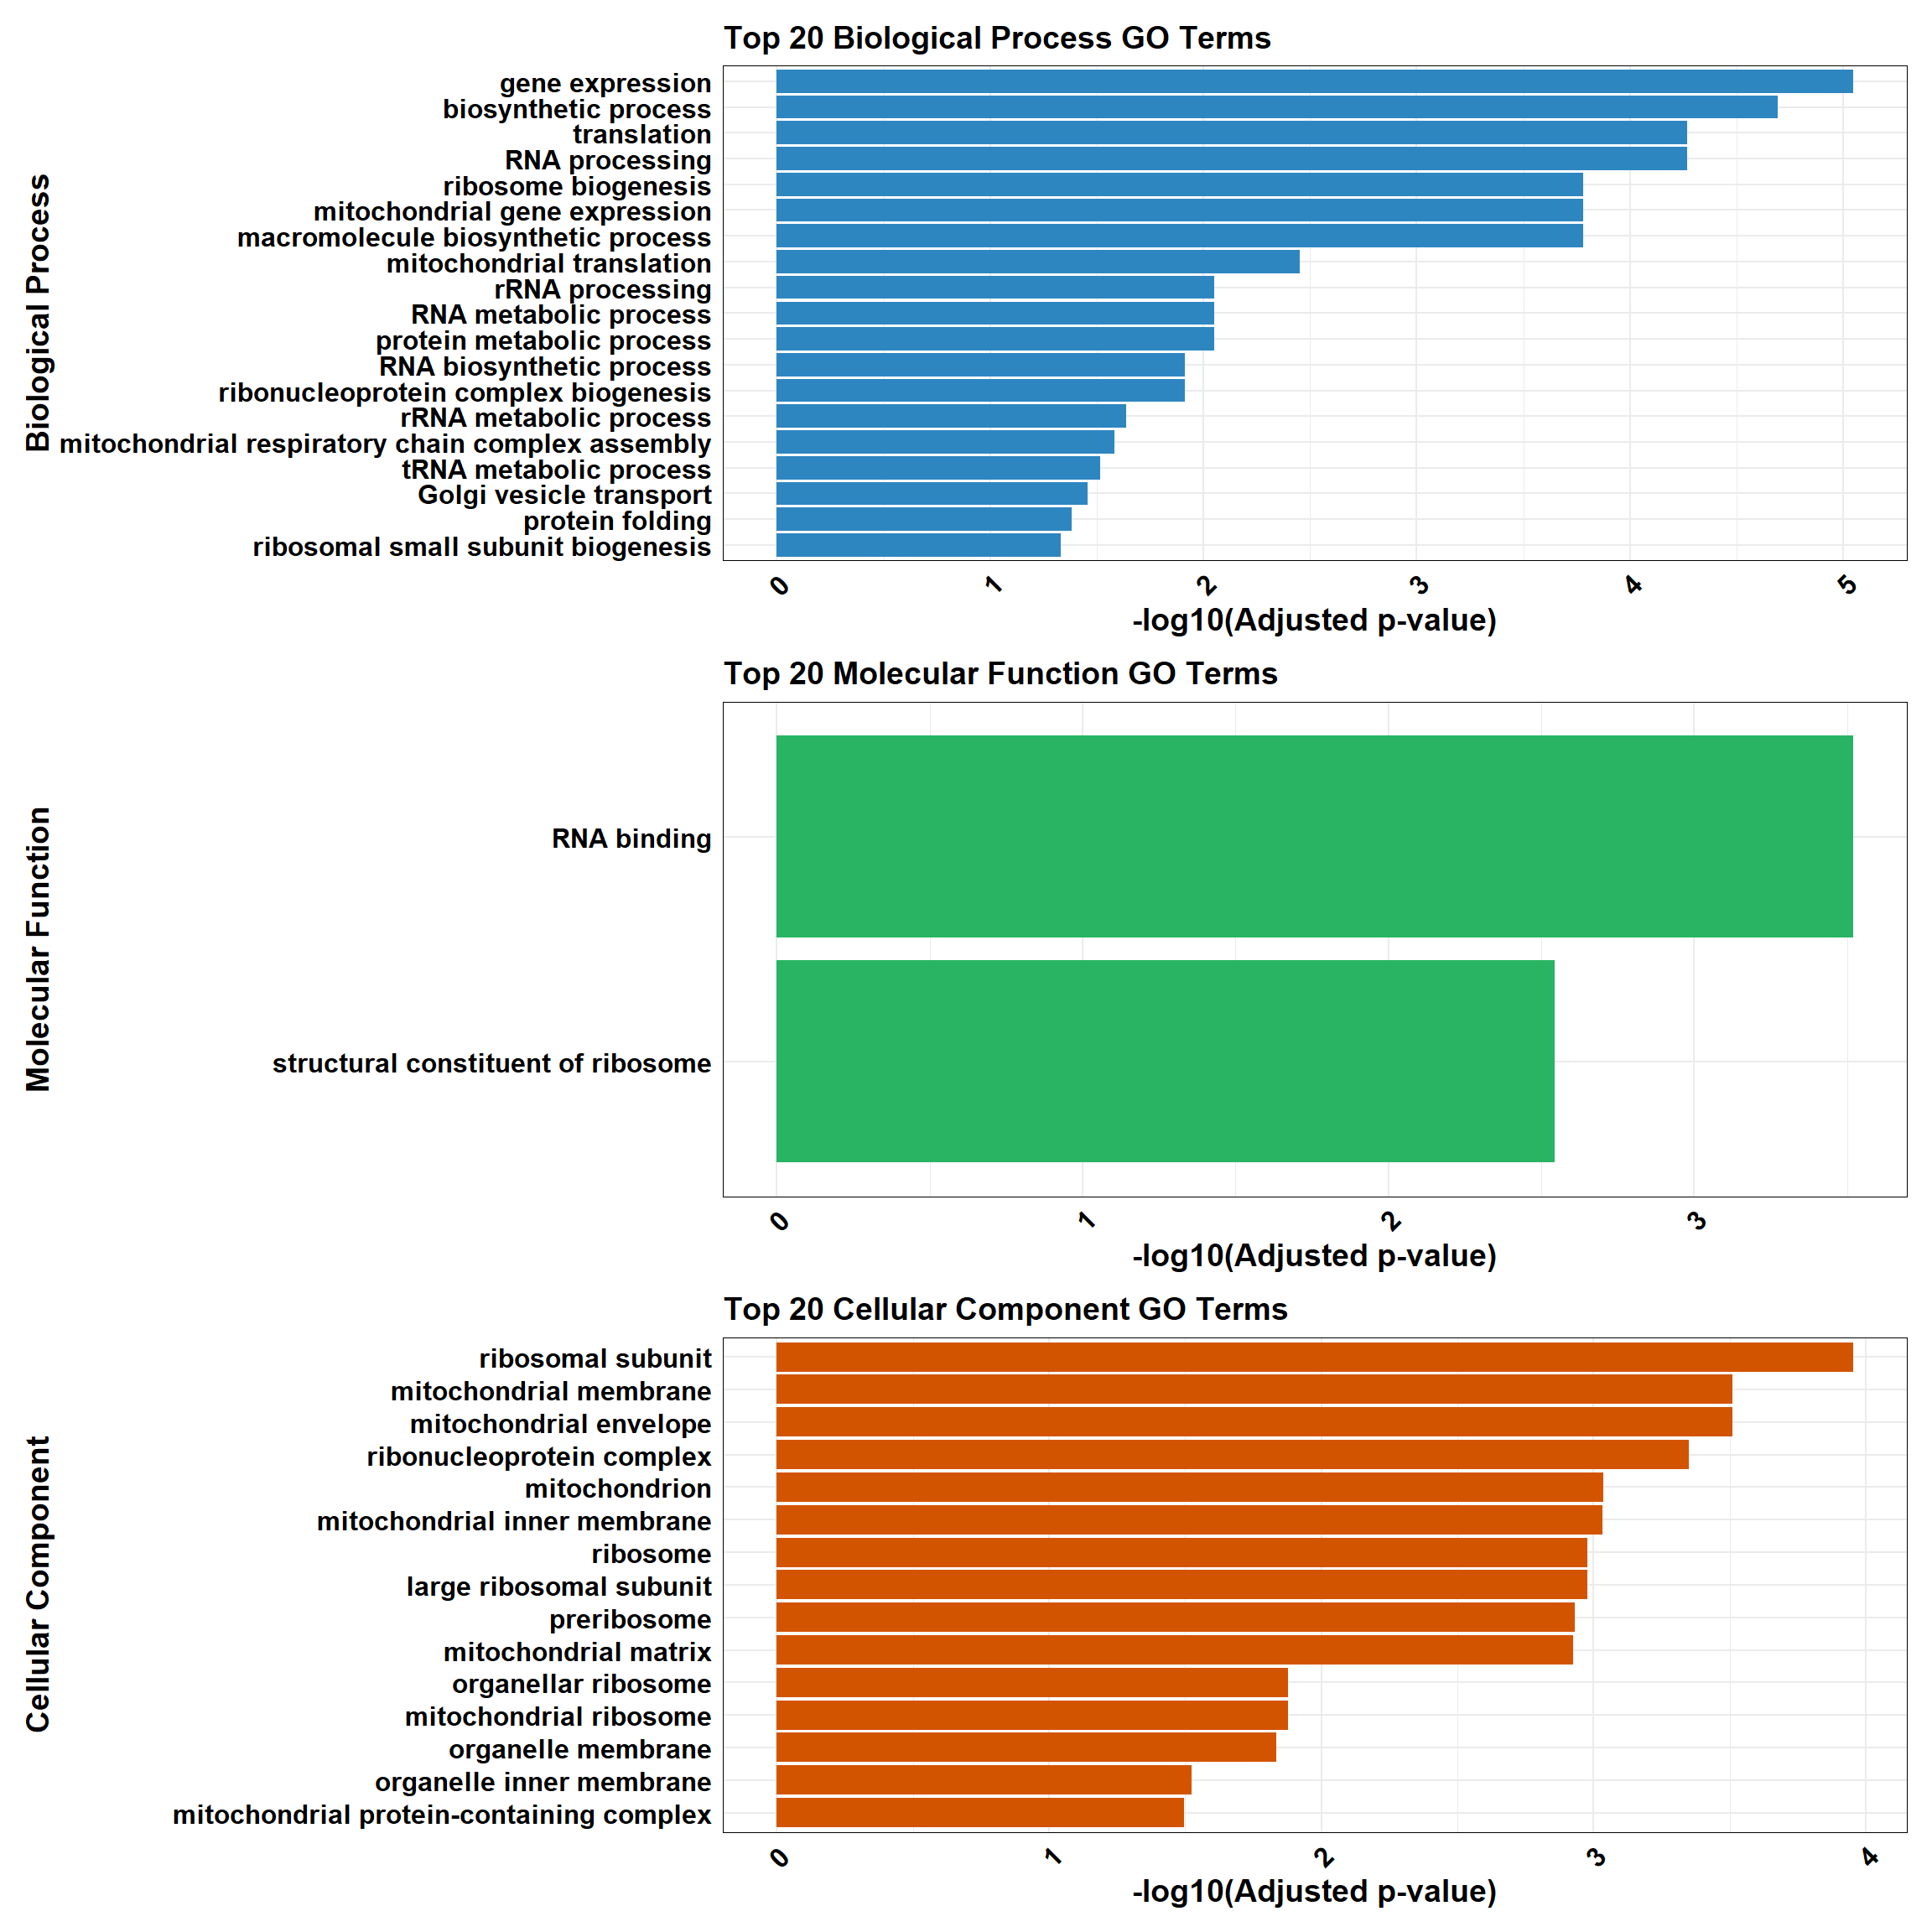 Top 20 Biological Process GO Terms
Biological Process
gene expression
biosynthetic process
translation
RNA processing
ribosome biogenesis
mitochondrial gene expression
macromolecule biosynthetic process
mitochondrial translation
rRNA processing
RNA metabolic process
protein metabolic process
RNA biosynthetic process
ribonucleoprotein complex biogenesis
rRNA metabolic process
mitochondrial respiratory chain complex assembly
tRNA metabolic process
Golgi vesicle transport
protein folding
ribosomal small subunit biogenesis
0 1 2 3 4 5
-log10(Adjusted p-value)
Top 20 Molecular Function GO Terms
Molecular Function
RNA binding
structural constituent of ribosome
0 1 2 3
-log10(Adjusted p-value)
Top 20 Cellular Component GO Terms
Cellular Component
ribosomal subunit
mitochondrial membrane
mitochondrial envelope
ribonucleoprotein complex
mitochondrion
mitochondrial inner membrane
ribosome
large ribosomal subunit
preribosome
mitochondrial matrix
organellar ribosome
mitochondrial ribosome
organelle membrane
organelle inner membrane
mitochondrial protein-containing complex
0 1 2 3 4
-log10(Adjusted p-value)